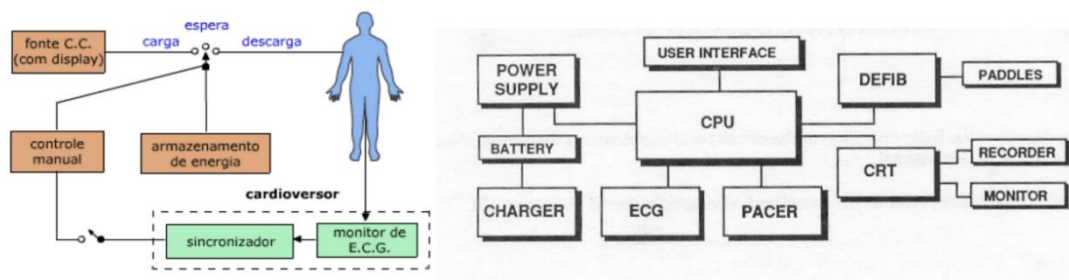 espera
fonte C.C.
(com display)
carga
descarga
controle
manual
armazenamento
de energia
cardioversor
sincronizador
monitor de
E.C.G.
USER INTERFACE
POWER
SUPPLY
DEFIB
PADDLES
CPU
BATTERY
CRT
RECORDER
MONITOR
CHARGER
ECG
PACER